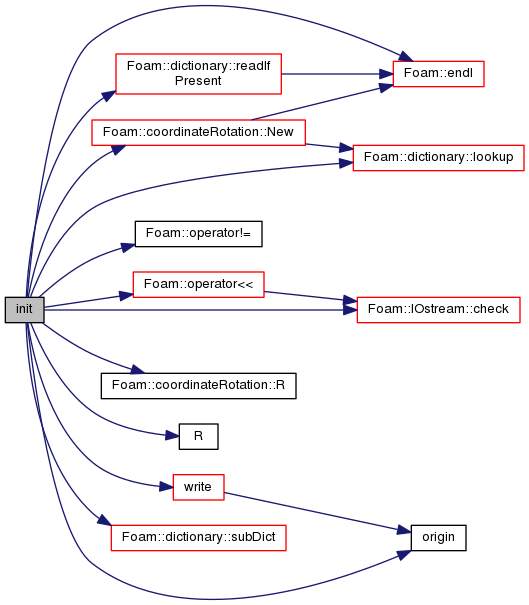 Foam::dictionary::readIf
Present
Foam::endl
Foam::coordinateRotation::New
Foam::dictionary::lookup
Foam::operator!=
Foam::operator<<
init
Foam::IOstream::check
Foam::coordinateRotation::R
R
write
Foam::dictionary::subDict
origin